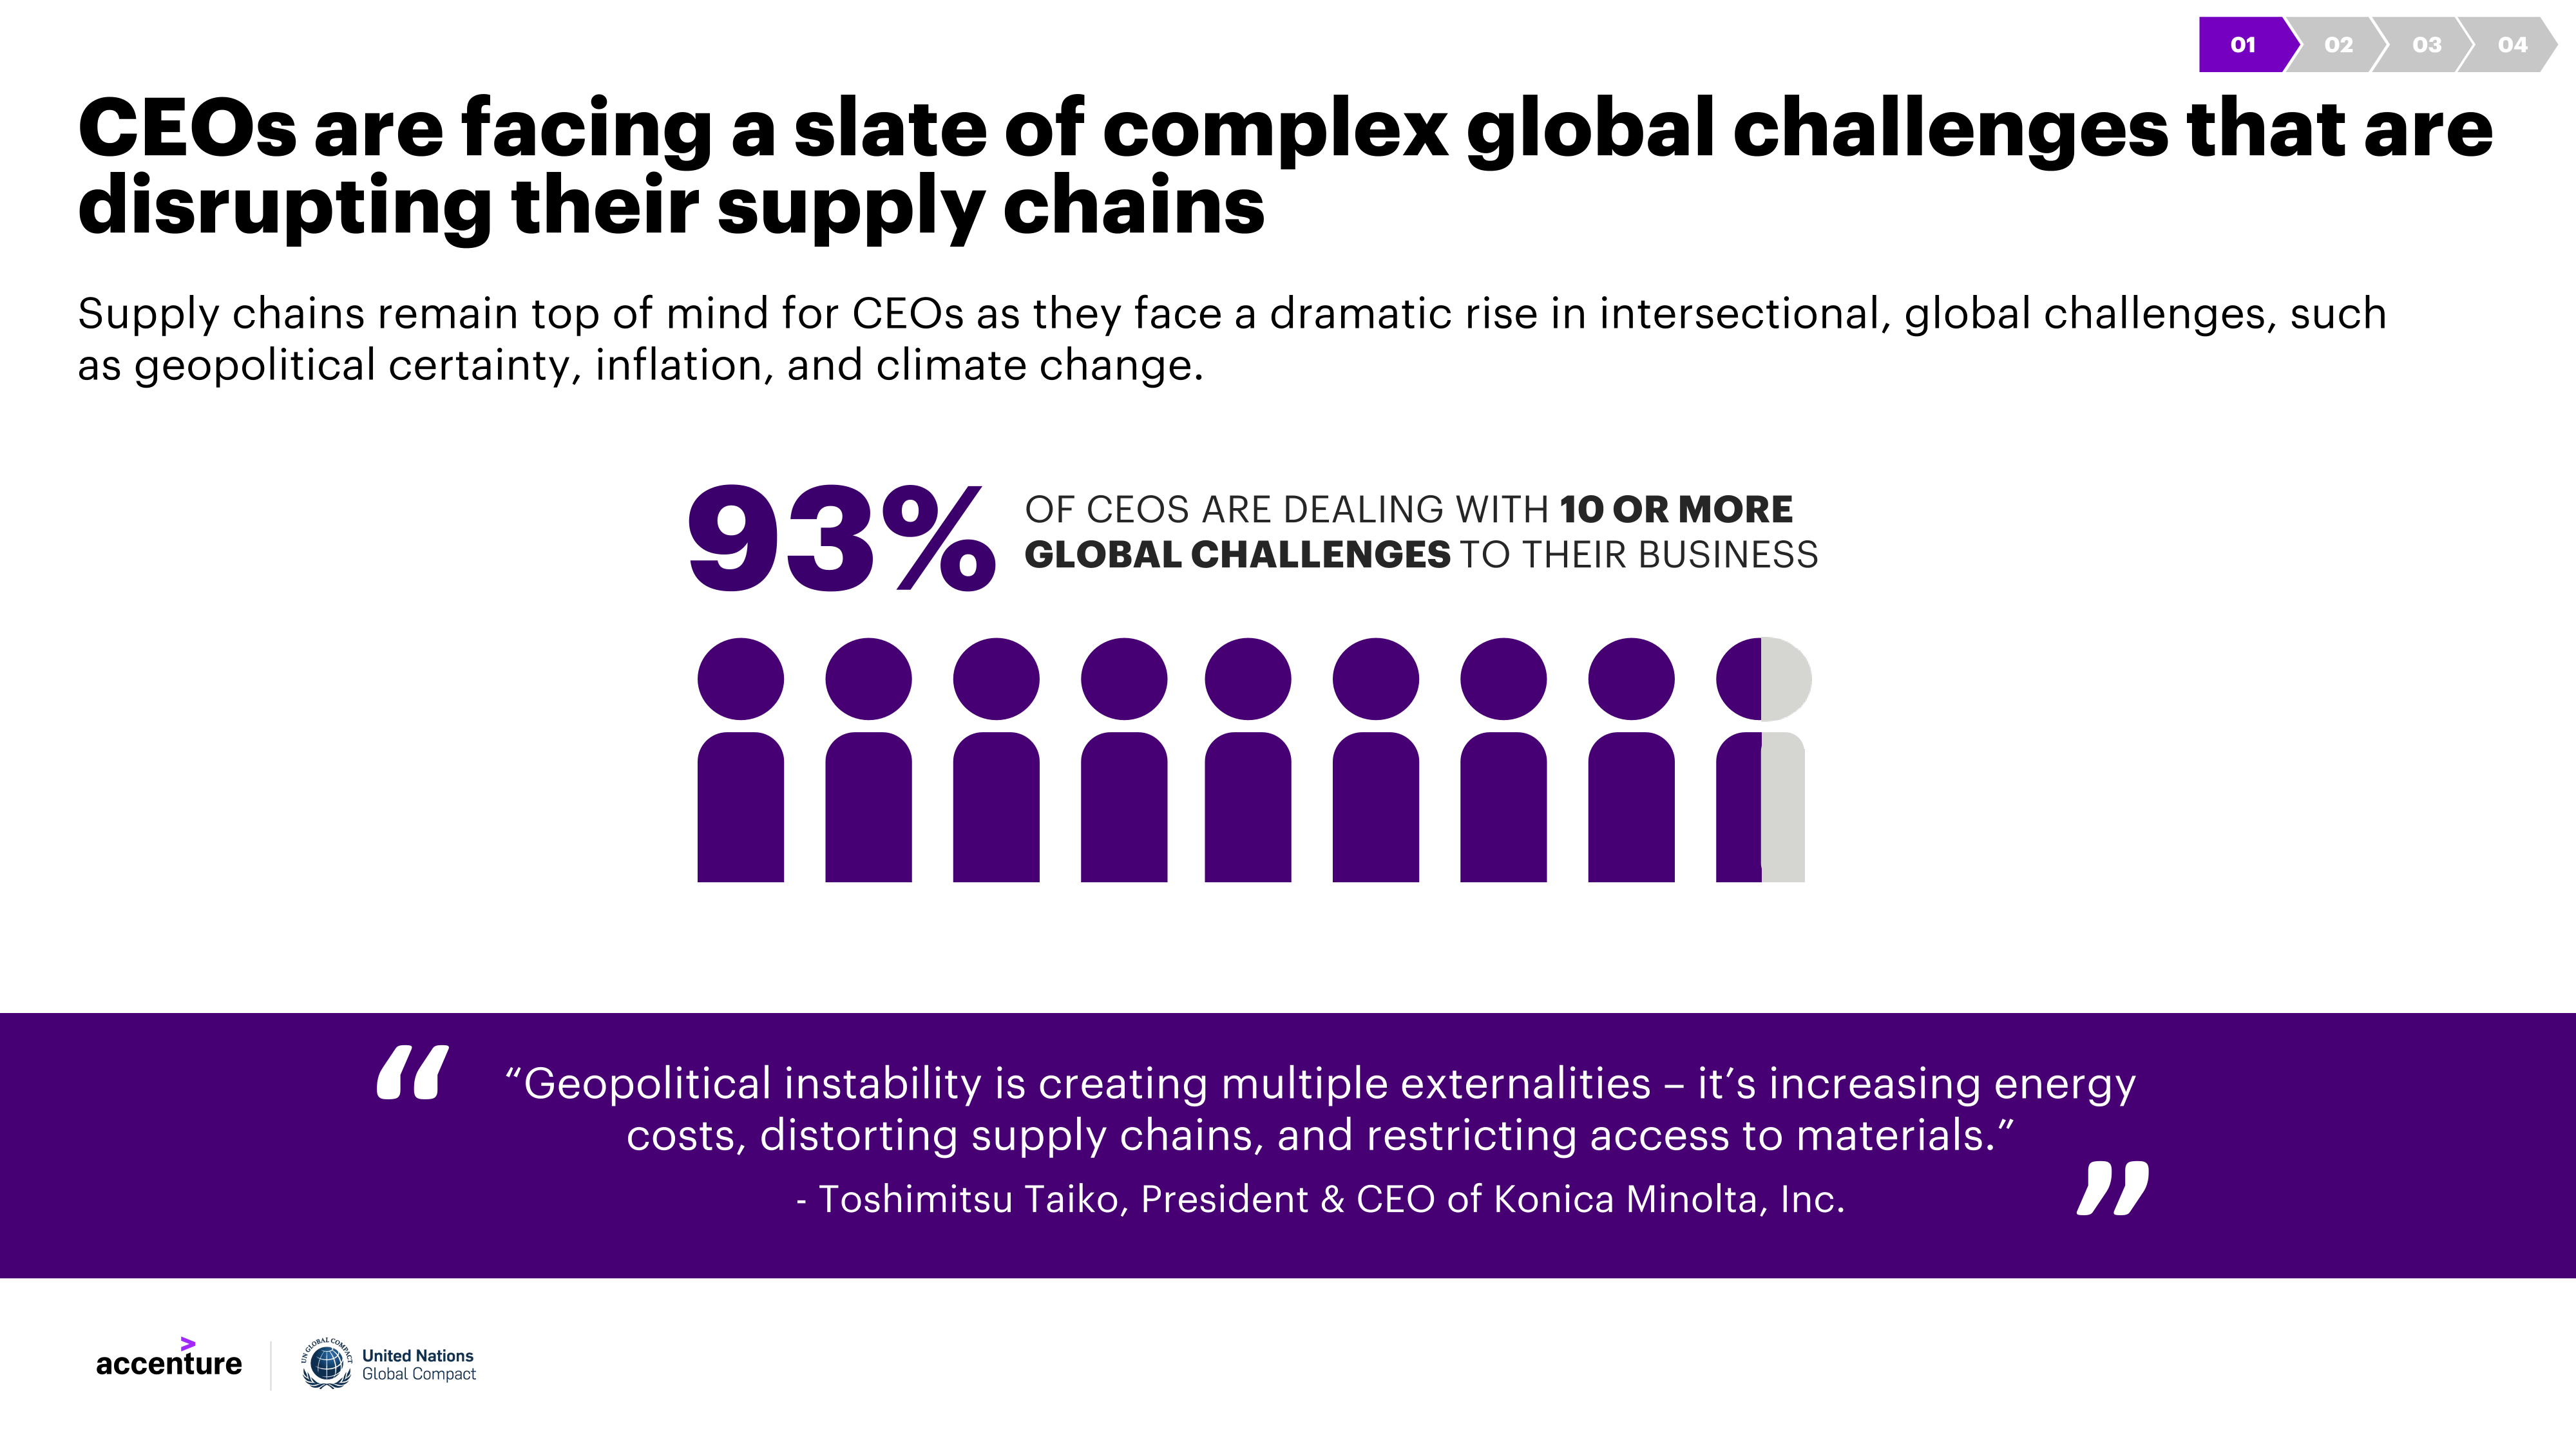 01 02 03 04
CEOs are facing a slate of complex global challenges that are
disrupting their supply chains
Supply chains remain top of mind for CEOs as they face a dramatic rise in intersectional, global challenges, such
as geopolitical certainty, inflation, and climate change.
93%
OF CEOS ARE DEALING WITH 10 OR MORE
GLOBAL CHALLENGES TO THEIR BUSINESS
“
“Geopolitical instability is creating multiple externalities – it’s increasing energy
costs, distorting supply chains, and restricting access to materials.”
- Toshimitsu Taiko, President & CEO of Konica Minolta, Inc.
”
accenture
UN GLOBAL COMPACT
United Nations
Global Compact